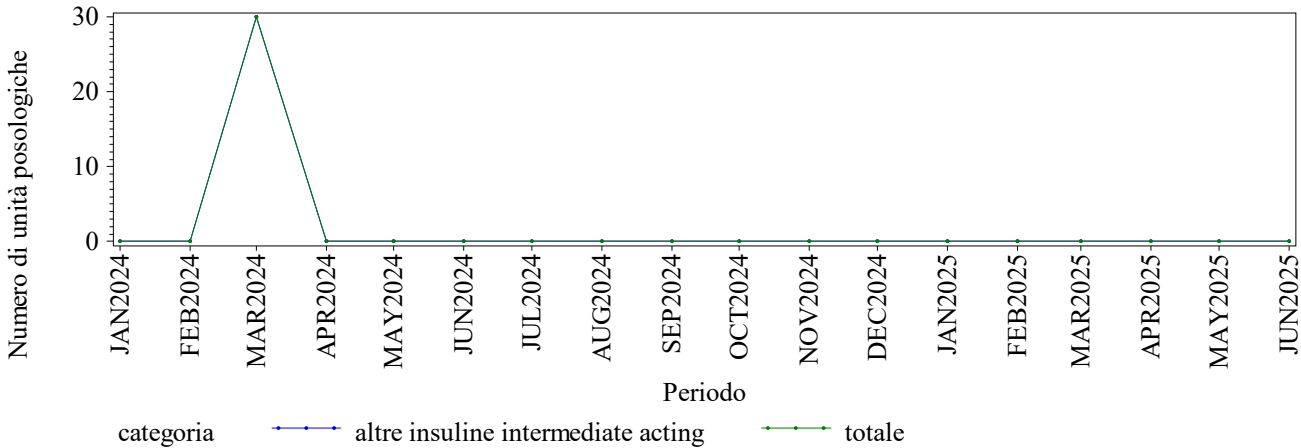 Numero di unità posologiche
30
20
10
0
JAN2024
FEB2024
MAR2024
APR2024
MAY2024
JUN2024
JUL2024
AUG2024
SEP2024
OCT2024
NOV2024
DEC2024
JAN2025
FEB2025
MAR2025
APR2025
MAY2025
JUN2025
Periodo
categoria altre insuline intermediate acting totale